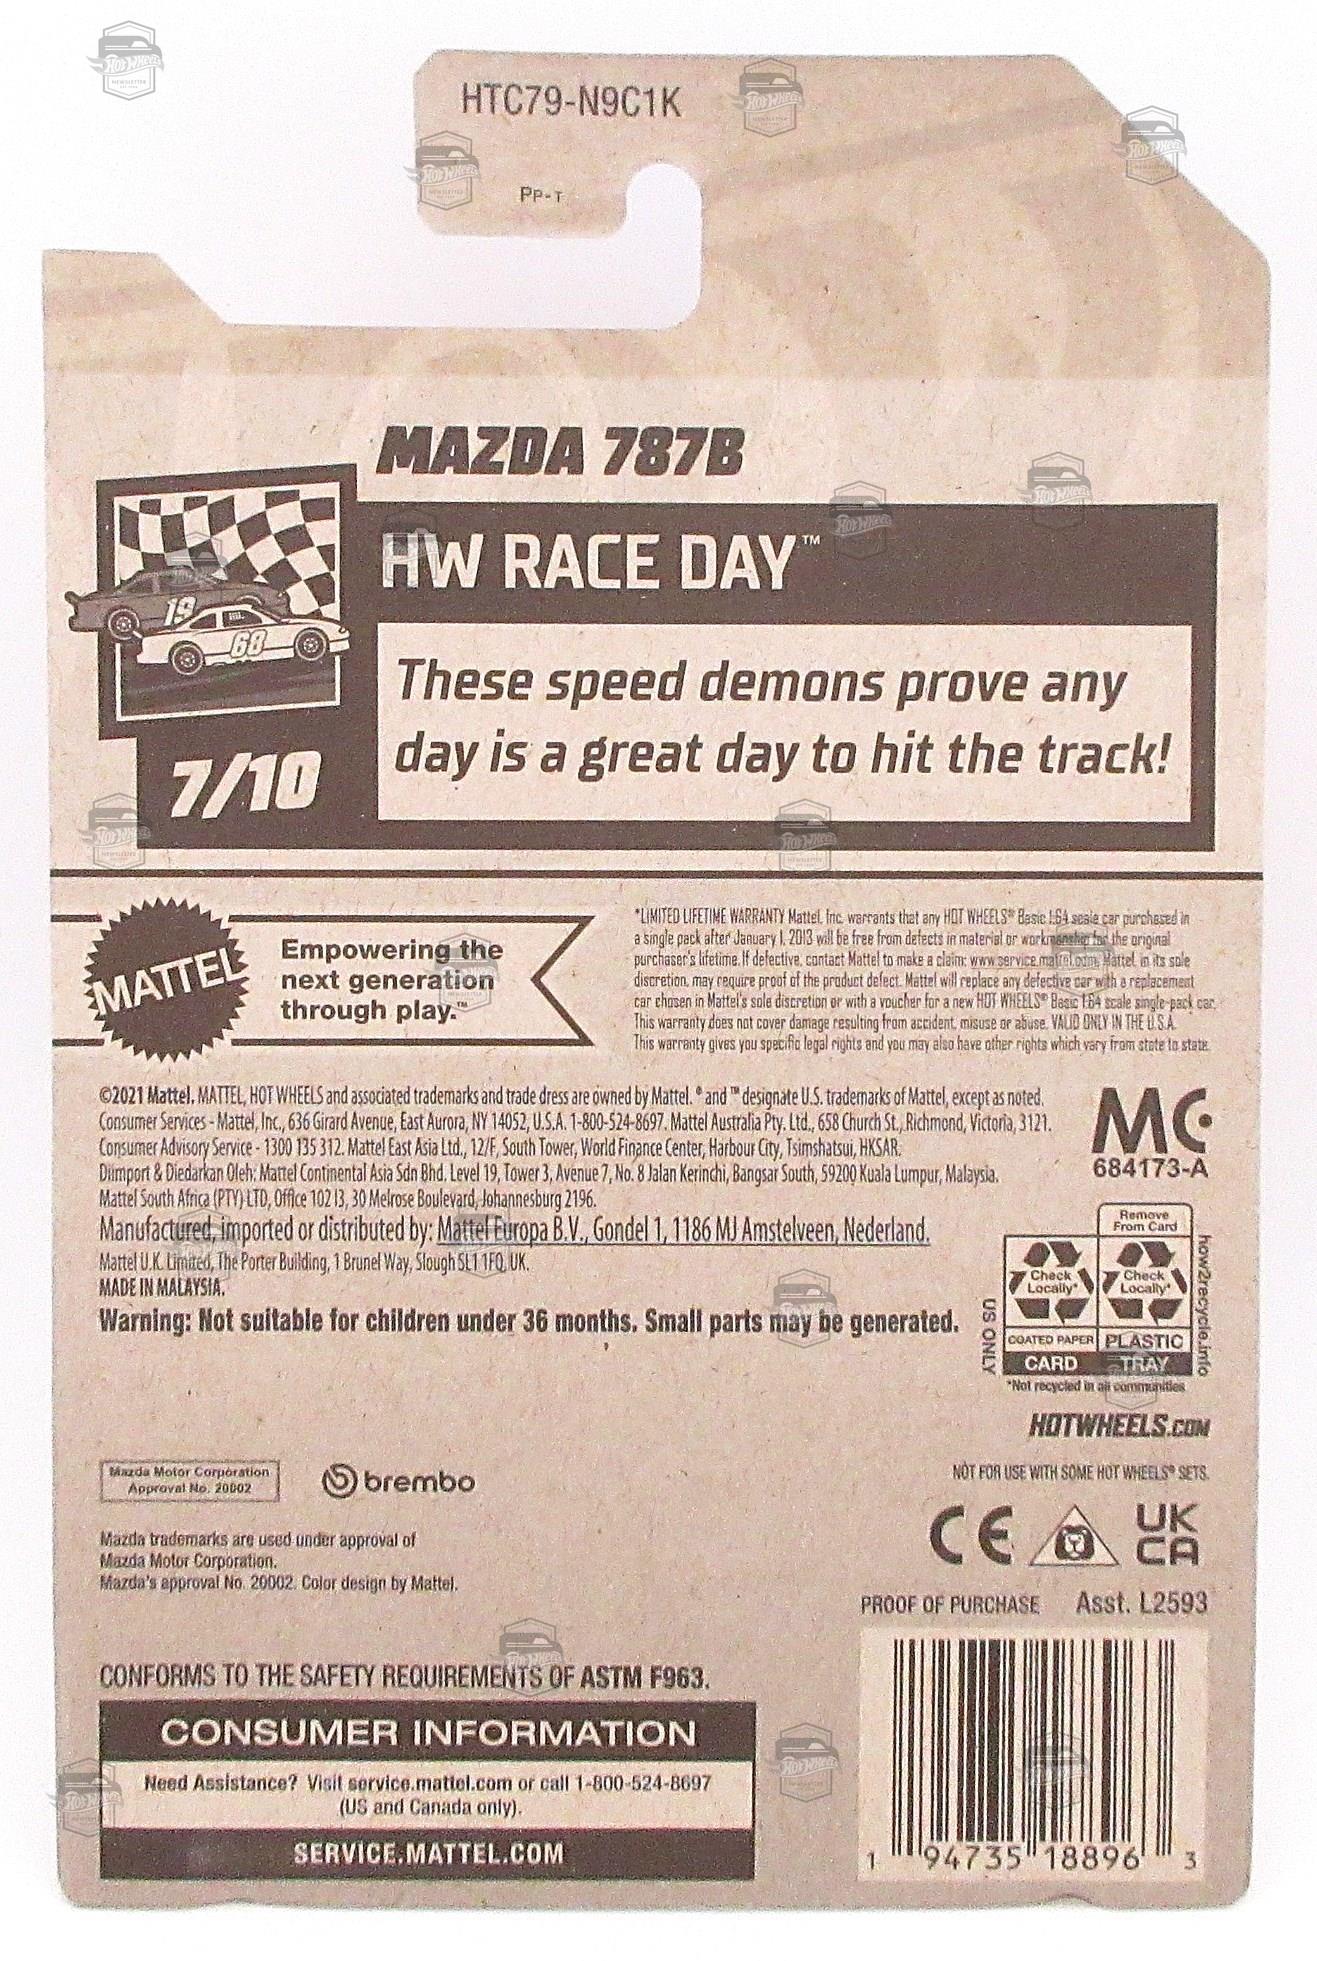 HTC79-N9C1K
PP-T
MAZDA 787B
HW RACE DAY™
19
68
These speed demons prove any
day is a great day to hit the track!
7/10
MATTEL
Empowering the
next generation
through play.™
*LIMITED LIFETIME WARRANTY Mattel, Inc. warrants that any HOT WHEELS® Basic 1:64 scale car purchased in
a single pack after January 1, 2013 will be free from defects in material or workmanship for the original
purchaser's lifetime. If defective, contact Mattel to make a claim: www.service.mattel.com. Mattel, in its sole
discretion, may require proof of the product defect. Mattel will replace any defective car with a replacement
car chosen in Mattel's sole discretion or with a voucher for a new HOT WHEELS® Basic 1:64 scale single-pack car.
This warranty does not cover damage resulting from accident, misuse or abuse. VALID ONLY IN THE U.S.A.
This warranty gives you specific legal rights and you may also have other rights which vary from state to state.
©2021 Mattel. MATTEL, HOT WHEELS and associated trademarks and trade dress are owned by Mattel. ® and ™ designate U.S. trademarks of Mattel, except as noted.
Consumer Services - Mattel, Inc., 636 Girard Avenue, East Aurora, NY 14052, U.S.A. 1-800-524-8697. Mattel Australia Pty. Ltd., 658 Church St., Richmond, Victoria, 3121.
Consumer Advisory Service - 1300 135 312. Mattel East Asia Ltd., 12/F, South Tower, World Finance Center, Harbour City, Tsimshatsui, HKSAR.
Diimport & Diedarkan Oleh: Mattel Continental Asia Sdn Bhd. Level 19, Tower 3, Avenue 7, No. 8 Jalan Kerinchi, Bangsar South, 59200 Kuala Lumpur, Malaysia.
Mattel South Africa (PTY) LTD, Office 102 I3, 30 Melrose Boulevard, Johannesburg 2196.
Manufactured, imported or distributed by: Mattel Europa B.V., Gondel 1, 1186 MJ Amstelveen, Nederland.
Mattel U.K. Limited, The Porter Building, 1 Brunel Way, Slough SL1 1FQ, UK.
MADE IN MALAYSIA.
Warning: Not suitable for children under 36 months. Small parts may be generated.
MC
684173-A
Remove
From Card
Check
Locally*
Check
Locally*
COATED PAPER
PLASTIC
CARD
TRAY
US ONLY
how2recycle.info
*Not recycled in all communities
HOTWHEELS.COM
NOT FOR USE WITH SOME HOT WHEELS® SETS.
Mazda Motor Corporation
Approval No. 20002
brembo
CE
UK
CA
Mazda trademarks are used under approval of
Mazda Motor Corporation.
Mazda's approval No. 20002. Color design by Mattel.
PROOF OF PURCHASE Asst. L2593
CONFORMS TO THE SAFETY REQUIREMENTS OF ASTM F963.
CONSUMER INFORMATION
Need Assistance? Visit service.mattel.com or call 1-800-524-8697
(US and Canada only).
SERVICE.MATTEL.COM
1 94735 18896 3